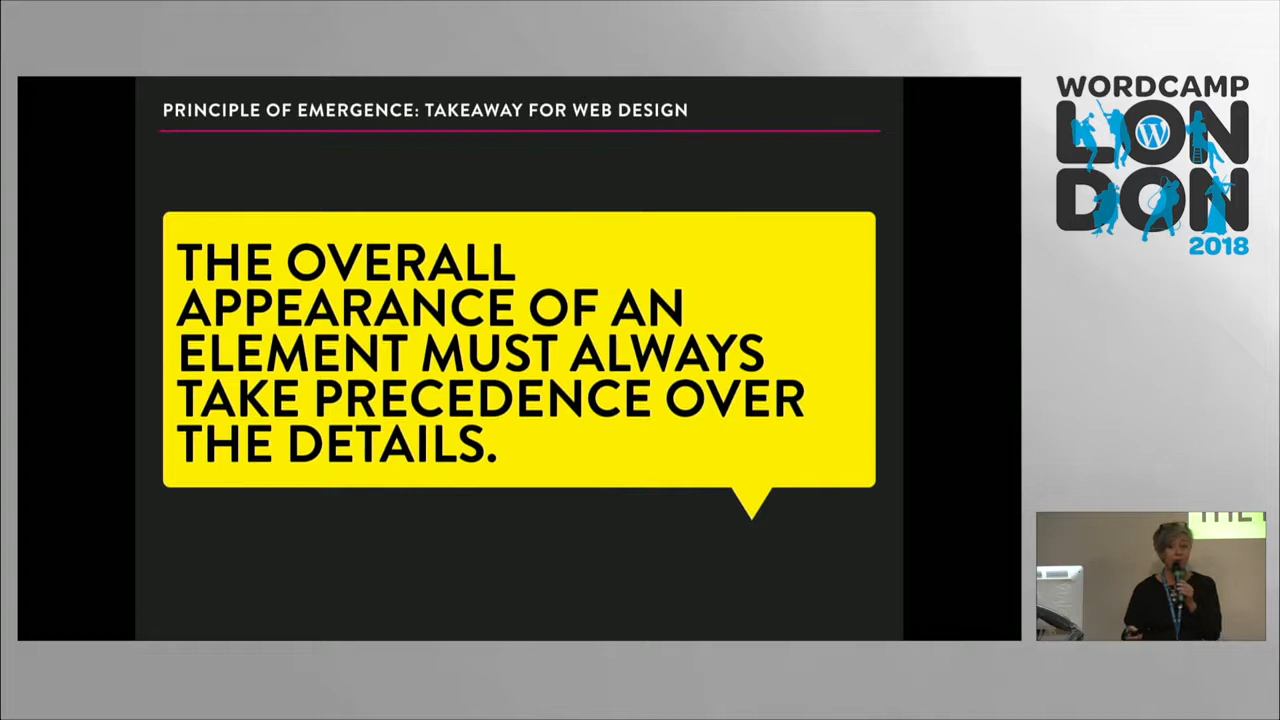 PRINCIPLE OF EMERGENCE: TAKEAWAY FOR WEB DESIGN
THE OVERALL
APPEARANCE OF AN
ELEMENT MUST ALWAYS
TAKE PRECEDENCE OVER
THE DETAILS.
WORDCAMP
LON
DON
2018